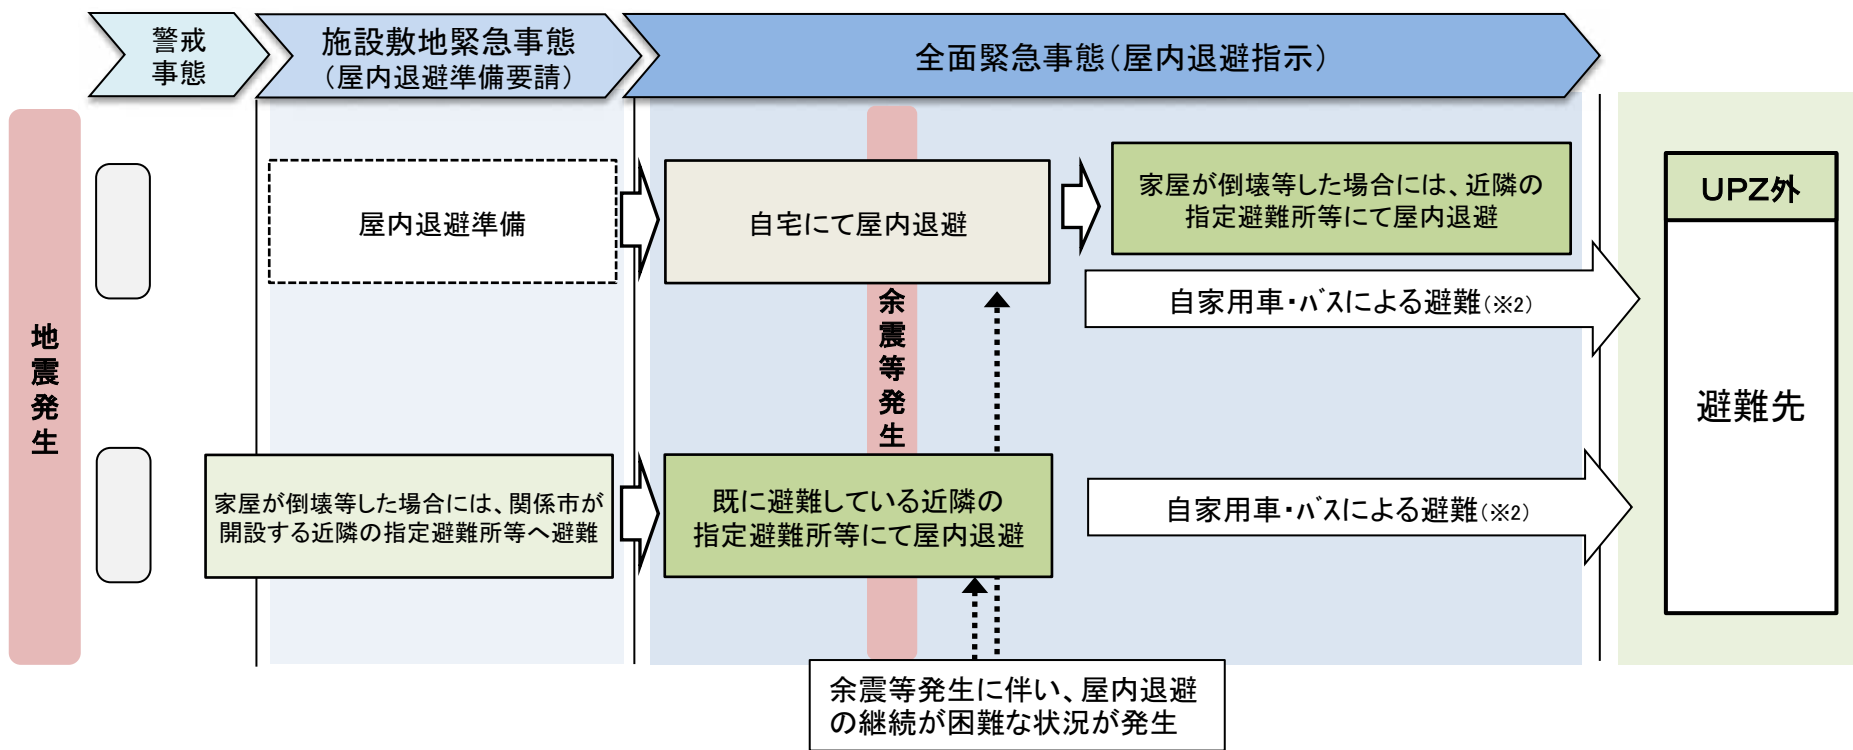 警戒
事態
施設敷地緊急事態
（屋内退避準備要請）
全面緊急事態（屋内退避指示）
地震発生
屋内退避準備
自宅にて屋内退避
家屋が倒壊等した場合には、近隣の
指定避難所等にて屋内退避
自家用車・バスによる避難(※2)
余震等発生
家屋が倒壊等した場合には、関係市が
開設する近隣の指定避難所等へ避難
既に避難している近隣の
指定避難所等にて屋内退避
自家用車・バスによる避難(※2)
UPZ外
避難先
余震等発生に伴い、屋内退避
の継続が困難な状況が発生